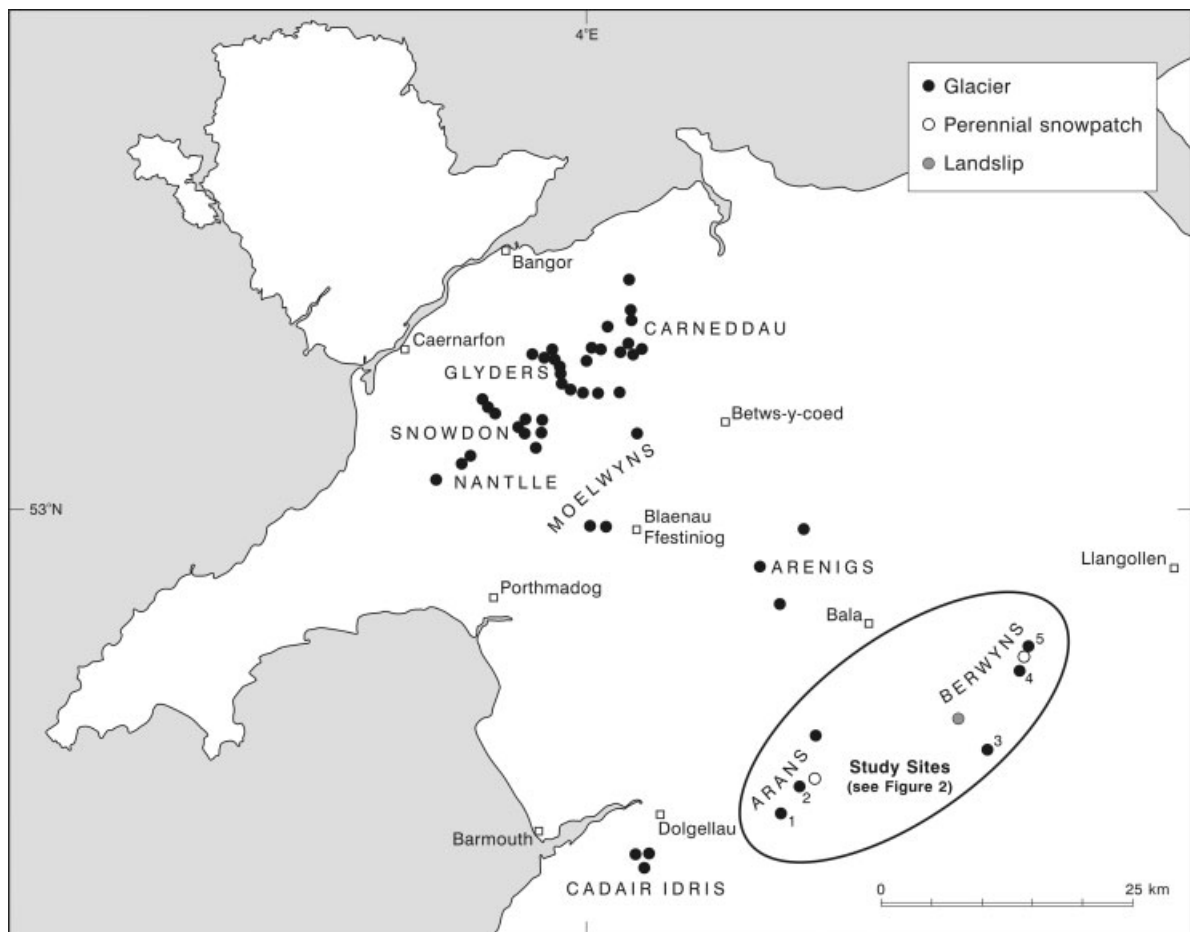 4°E
Glacier
Perennial snowpatch
Landslip
Bangor
CARNEDDAU
Caernarfon
GLYDERS
Betws-y-coed
SNOWDON
MOELWYNS
NANTLLE
53°N
Blaenau
Ffestiniog
ARENIGS
Llangollen
Porthmadog
Bala
BERWYNS
5
4
3
ARANS
Study Sites
(see Figure 2)
2
1
Dolgellau
Barmouth
CADAIR IDRIS
0
25 km